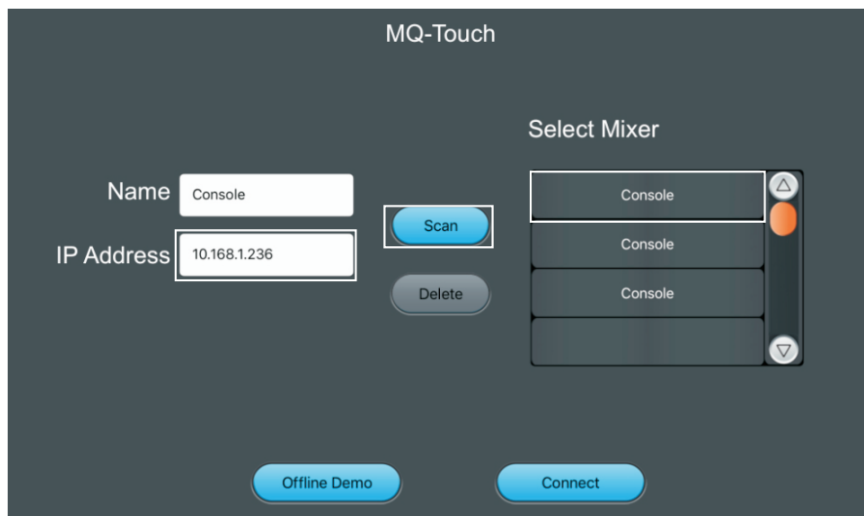 MQ-Touch
Select Mixer
Name
Console
IP Address
10.168.1.236
Scan
Delete
Console
Console
Console
Offline Demo
Connect